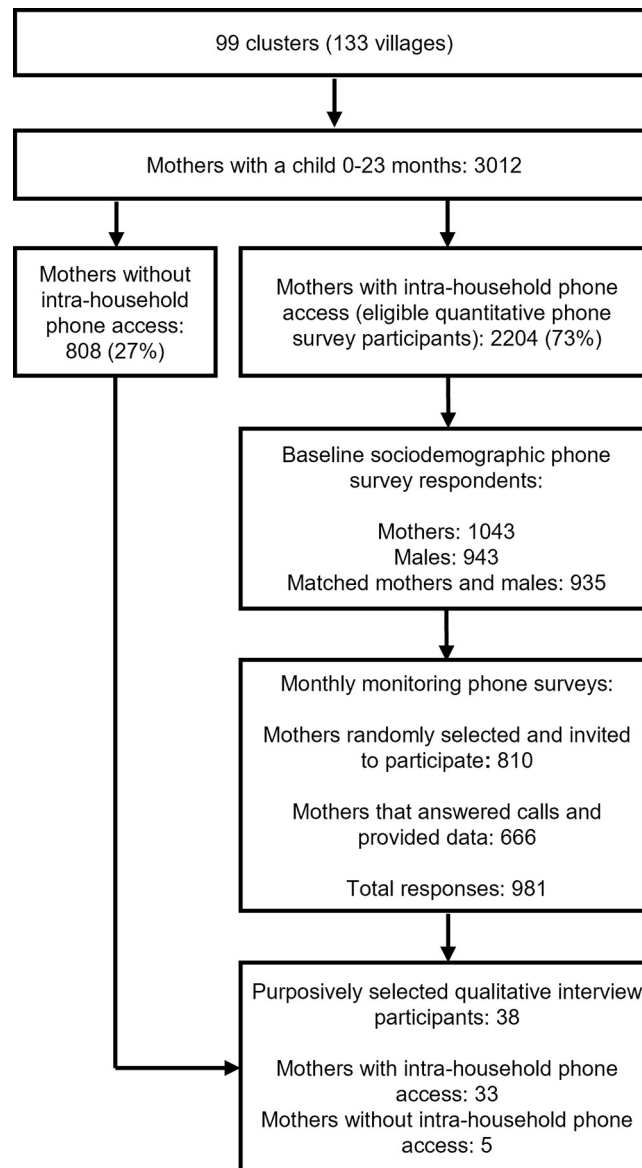 99 clusters (133 villages)
Mothers with a child 0-23 months: 3012
Mothers without
intra-household
phone access:
808 (27%)
Mothers with intra-household phone
access (eligible quantitative phone
survey participants): 2204 (73%)
Baseline sociodemographic phone
survey respondents:
Mothers: 1043
Males: 943
Matched mothers and males: 935
Monthly monitoring phone surveys:
Mothers randomly selected and invited
to participate: 810
Mothers that answered calls and
provided data: 666
Total responses: 981
Purposively selected qualitative interview
participants: 38
Mothers with intra-household phone
access: 33
Mothers without intra-household phone
access: 5